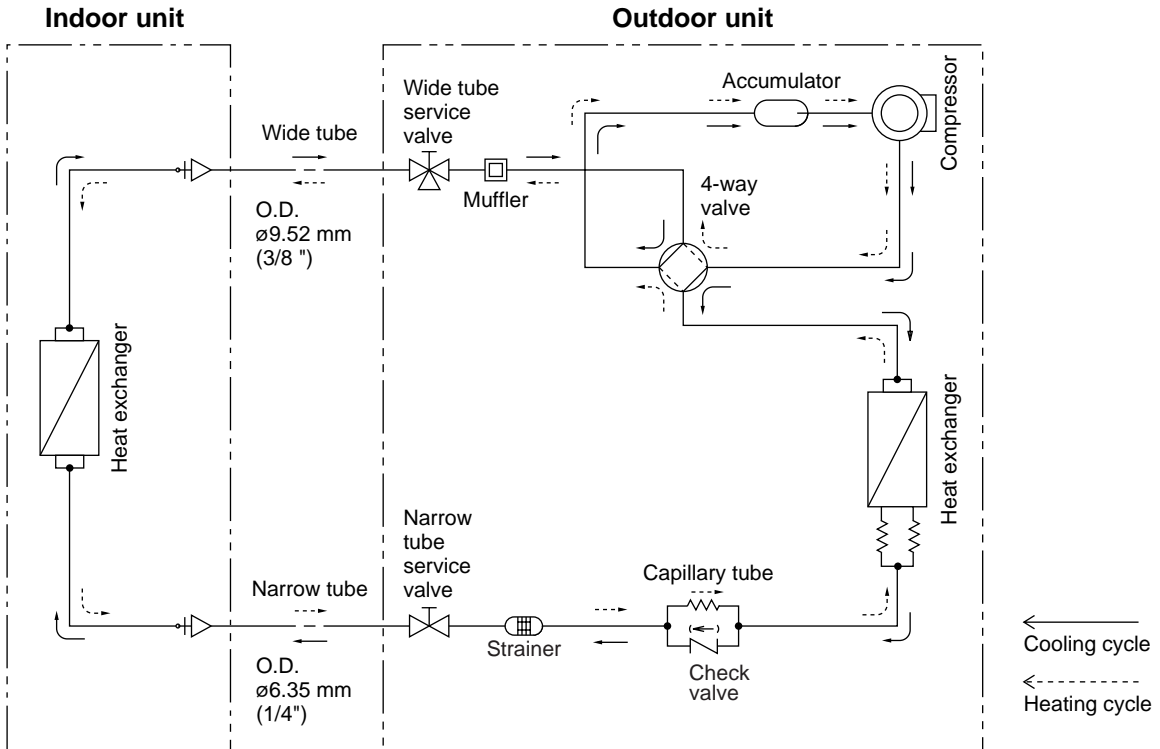 Indoor unit
Outdoor unit
Wide tube
O.D.
ø9.52 mm
(3/8 ")
Wide tube
service
valve
Muffler
Accumulator
Compressor
4-way
valve
Heat exchanger
Heat exchanger
Narrow tube
O.D.
ø6.35 mm
(1/4")
Narrow
tube
service
valve
Strainer
Capillary tube
Check
valve
Cooling cycle
Heating cycle